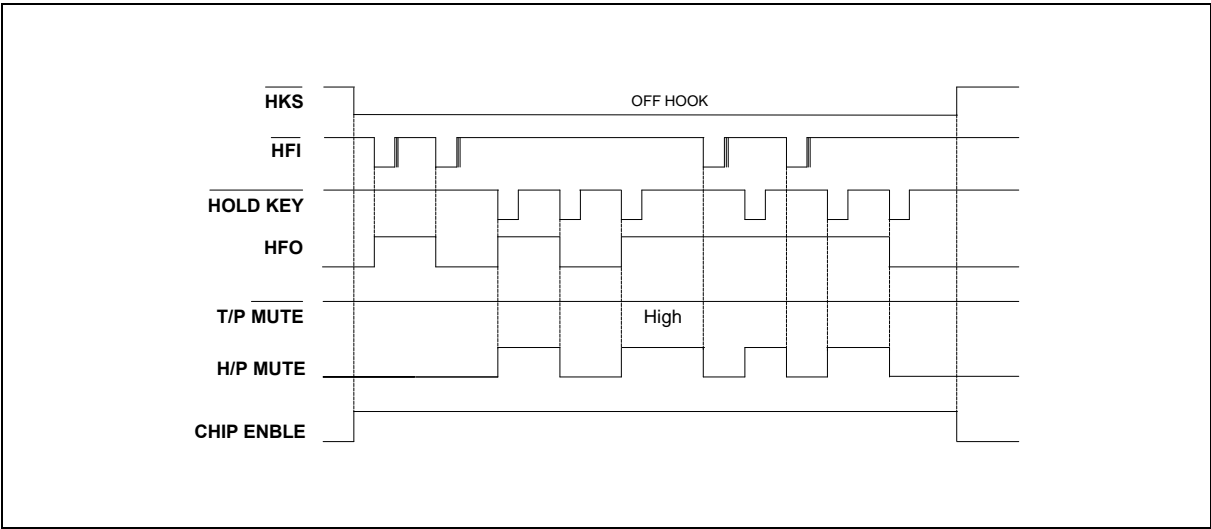 HKS
OFF HOOK
HFI
HOLD KEY
HFO
T/P MUTE
High
H/P MUTE
CHIP ENBLE